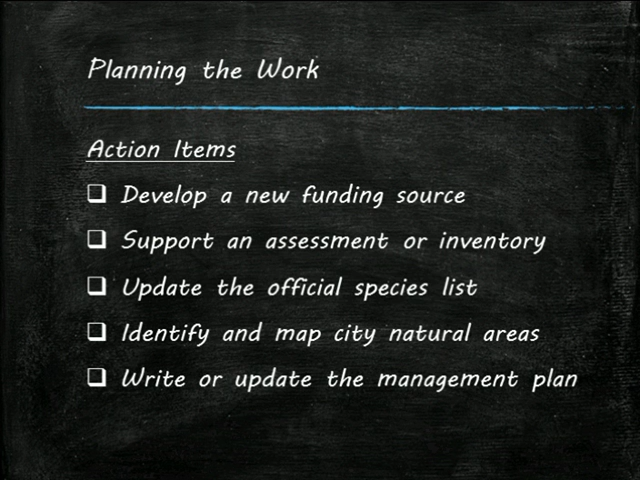 Planning the Work
Action Items
❑ Develop a new funding source
❑ Support an assessment or inventory
❑ Update the official species list
❑ Identify and map city natural areas
❑ Write or update the management plan